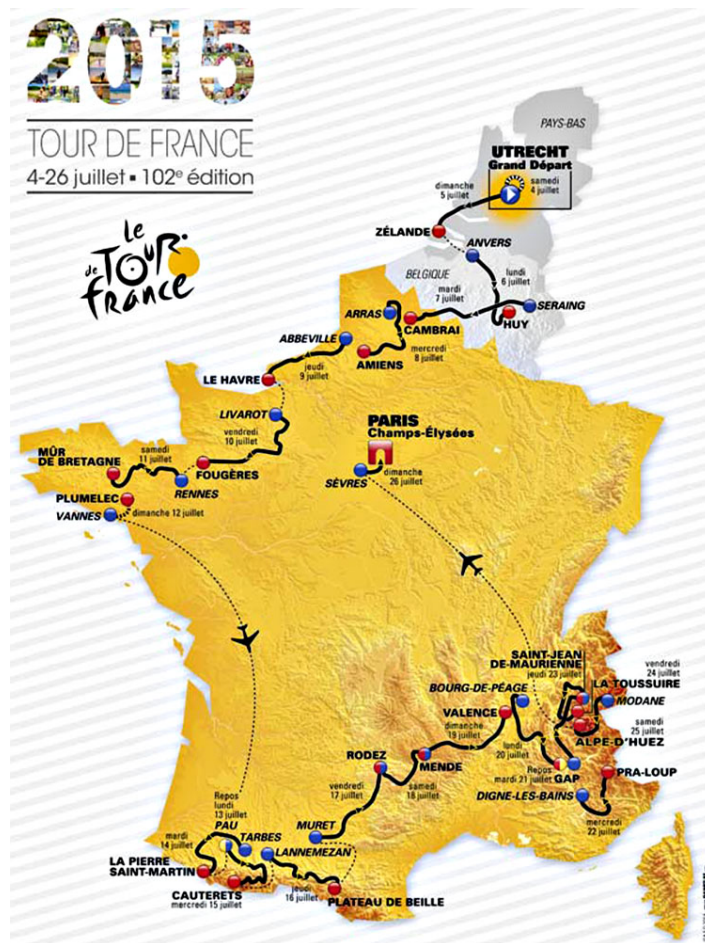 2015
TOUR DE FRANCE
4-26 juillet ▪ 102e édition
Le
de TOUR
france
PAYS-BAS
UTRECHT
Grand Départ
samedi
4 juillet
dimanche
5 juillet
ZÉLANDE
ANVERS
BELGIQUE
lundi
6 juillet
mardi
7 juillet
SERAING
HUY
ARRAS
CAMBRAI
ABBEVILLE
mercredi
8 juillet
AMIENS
jeudi
9 juillet
LE HAVRE
LIVAROT
vendredi
10 juillet
PARIS
Champs-Élysées
samedi
11 juillet
MÛR
DE BRETAGNE
FOUGÈRES
RENNES
dimanche
26 juillet
SÈVRES
PLUMELEC
dimanche 12 juillet
VANNES
SAINT-JEAN
DE-MAURIENNE
jeudi 23 juillet
vendredi
24 juillet
LA TOUSSUIRE
BOURG-DE-PÉAGE
MODANE
VALENCE
samedi
25 juillet
ALPE-D'HUEZ
dimanche
19 juillet
lundi
20 juillet
RODEZ
MENDE
Repos
mardi 21 juillet
GAP
PRA-LOUP
vendredi
17 juillet
samedi
18 juillet
DIGNE-LES-BAINS
mercredi
22 juillet
Repos
lundi
13 juillet
PAU
MURET
mardi
14 juillet
TARBES
LANNEMEZAN
LA PIERRE
SAINT-MARTIN
CAUTERETS
mercredi 15 juillet
jeudi
16 juillet
PLATEAU DE BEILLE